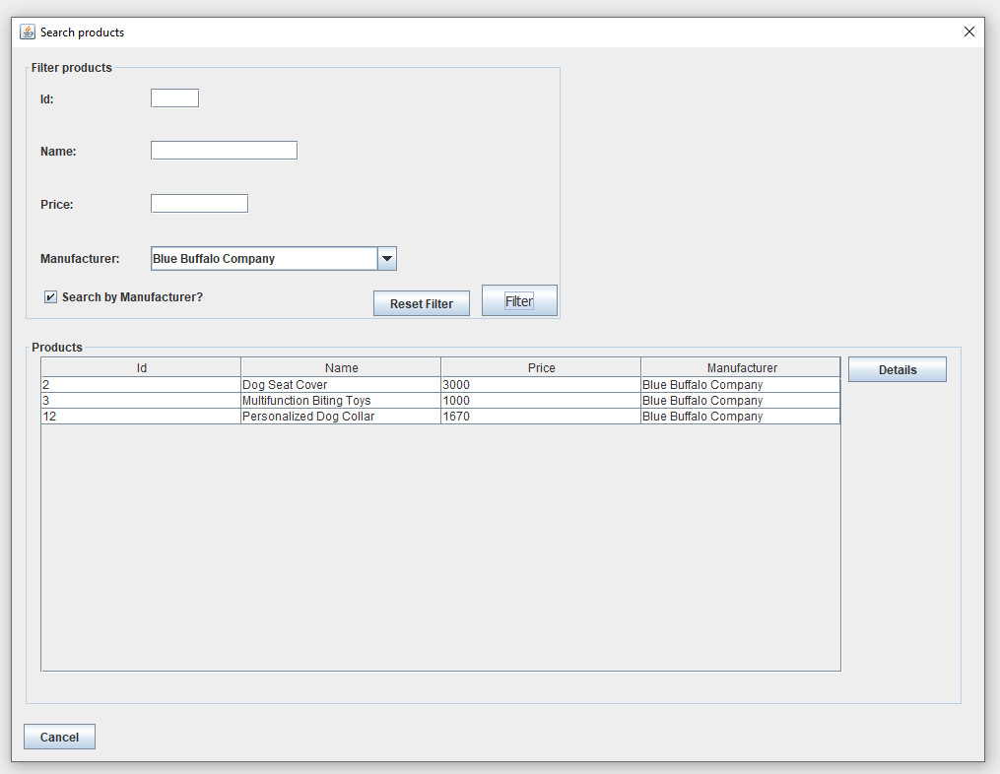 Search products
Filter products
Id:
Name:
Price:
Manufacturer: Blue Buffalo Company
Search by Manufacturer?
Reset Filter Filter
Products
Id Name Price Manufacturer
Details
2 Dog Seat Cover 3000 Blue Buffalo Company
3 Multifunction Biting Toys 1000 Blue Buffalo Company
12 Personalized Dog Collar 1670 Blue Buffalo Company
Cancel